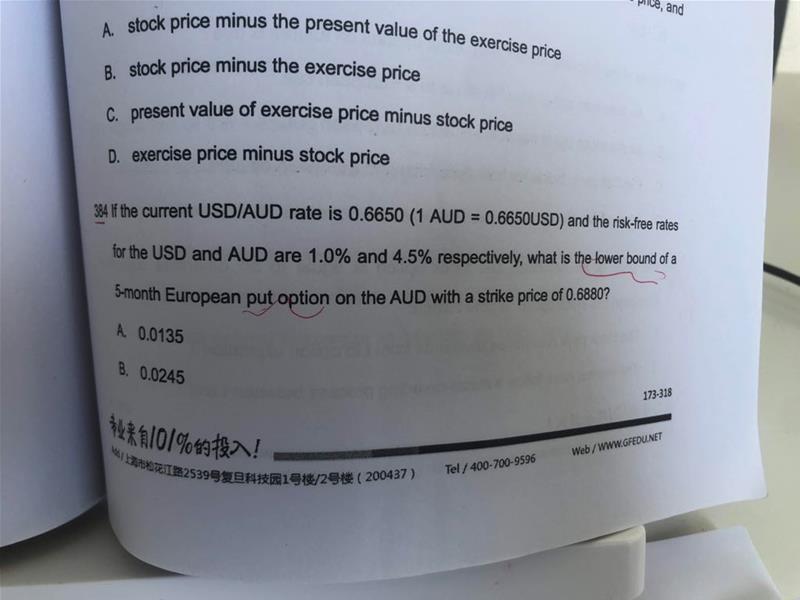 price, and
A. stock price minus the present value of the exercise price
B. stock price minus the exercise price
C. present value of exercise price minus stock price
D. exercise price minus stock price
384 If the current USD/AUD rate is 0.6650 (1 AUD = 0.6650USD) and the risk-free rates
for the USD and AUD are 1.0% and 4.5% respectively, what is the lower bound of a
5-month European put option on the AUD with a strike price of 0.6880?
A. 0.0135
B. 0.0245
173-318
专业来自101%的投入!
Add / 上海市松花江路2539号复旦科技园1号楼/2号楼 ( 200437 ) Tel / 400-700-9596 Web / WWW.GFEDU.NET